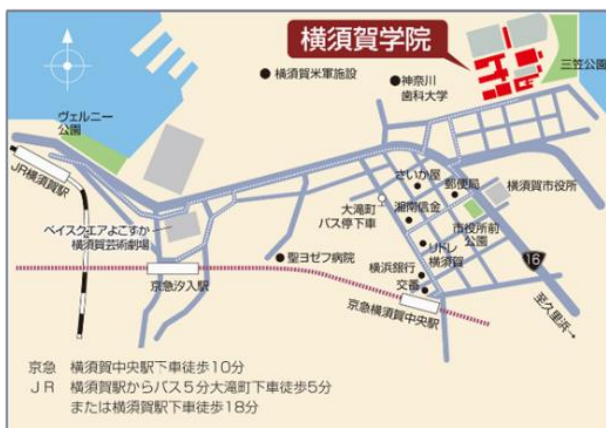 横須賀学院
三笠公園
横須賀米軍施設
神奈川
歯科大学
ヴェルニー
公園
JR横須賀駅
さいか屋
郵便局
横須賀市役所
大滝町
バス停下車
湘南信金
市役所前
公園
ベイスクエアよこすか
横須賀芸術劇場
リドレ
横須賀
聖ヨゼフ病院
横浜銀行
16
京急汐入駅
交番
京急横須賀中央駅
至久里浜→
京急 横須賀中央駅下車徒歩10分
JR 横須賀駅からバス5分大滝町下車徒歩5分
または横須賀駅下車徒歩18分